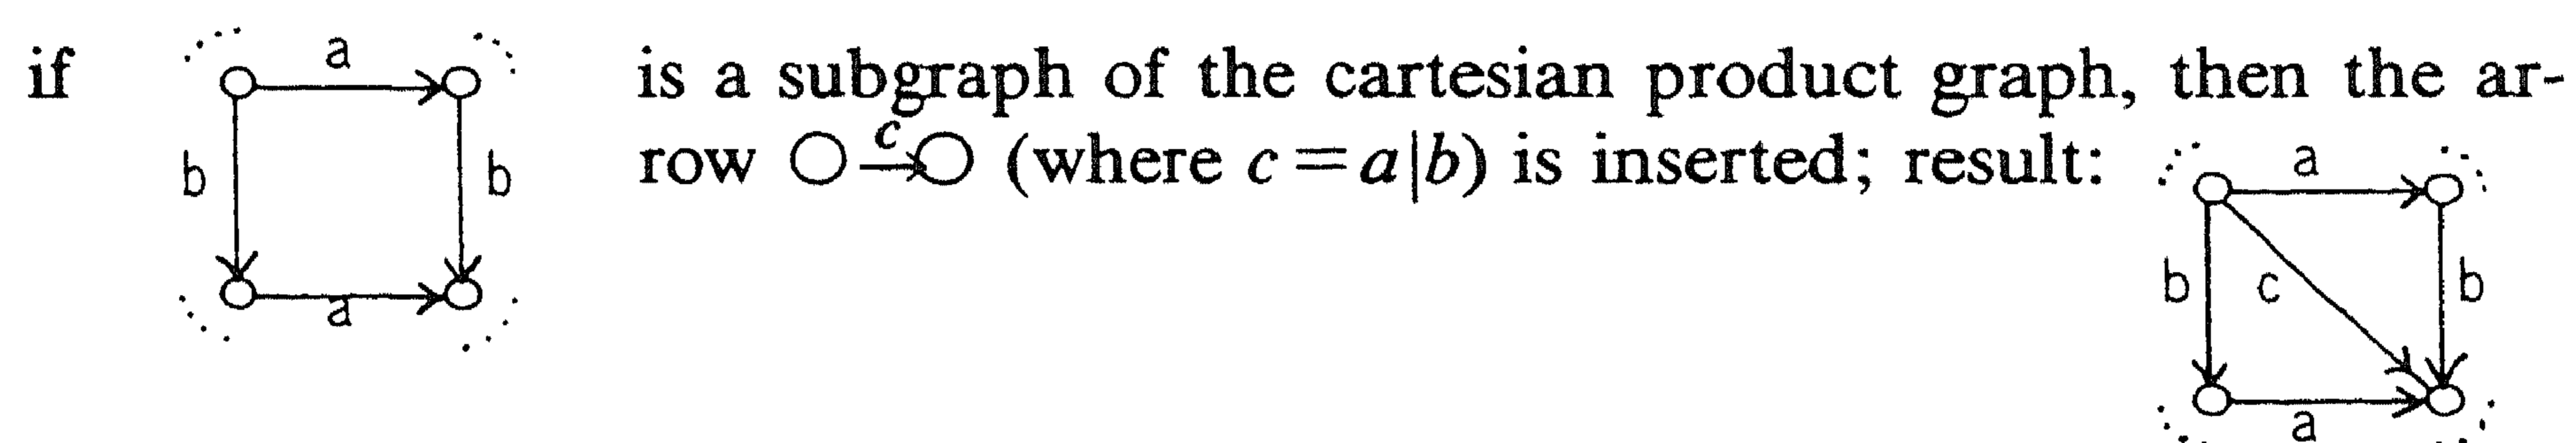 if a is a subgraph of the cartesian product graph, then the ar-
b b row c (where c = a|b) is inserted; result: a
a b c b
a